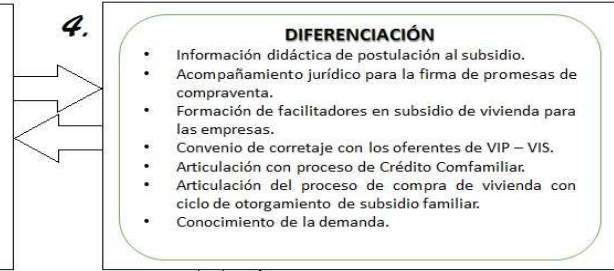 4.
DIFERENCIACIÓN
• Información didáctica de postulación al subsidio.
• Acompañamiento jurídico para la firma de promesas de
compraventa.
• Formación de facilitadores en subsidio de vivienda para
las empresas.
• Convenio de corretaje con los oferentes de VIP – VIS.
• Articulación con proceso de Crédito Comfamiliar.
• Articulación del proceso de compra de vivienda con
ciclo de otorgamiento de subsidio familiar.
• Conocimiento de la demanda.